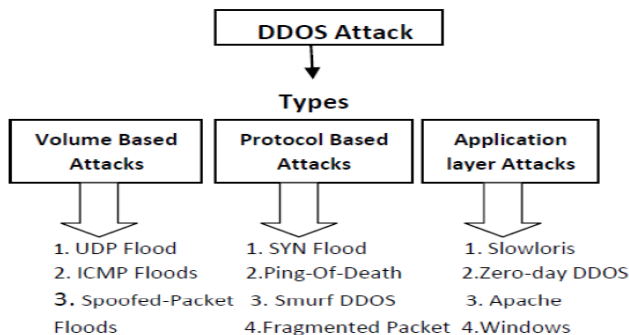 DDOS Attack
Types
Volume Based
Attacks
1. UDP Flood
2. ICMP Floods
3. Spoofed-Packet
Floods
Protocol Based
Attacks
1. SYN Flood
2.Ping-Of-Death
3. Smurf DDOS
4.Fragmented Packet
Application
layer Attacks
1. Slowloris
2.Zero-day DDOS
3. Apache
4.Windows